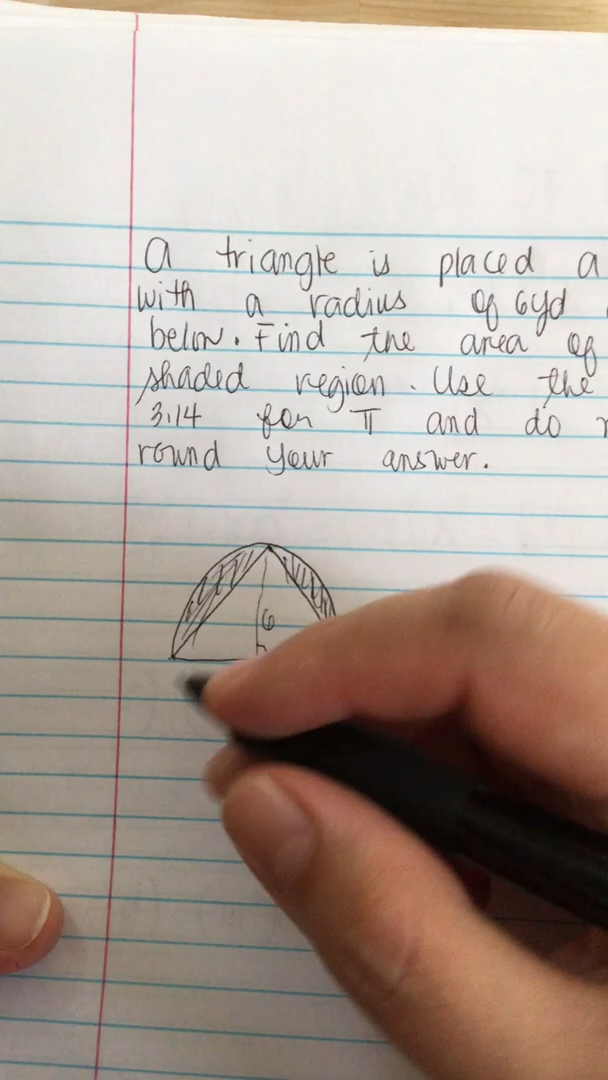 A triangle is placed a
with a radius of 6yd
below. Find the area of
shaded region. Use the
3.14 for π and do
round your answer.
6